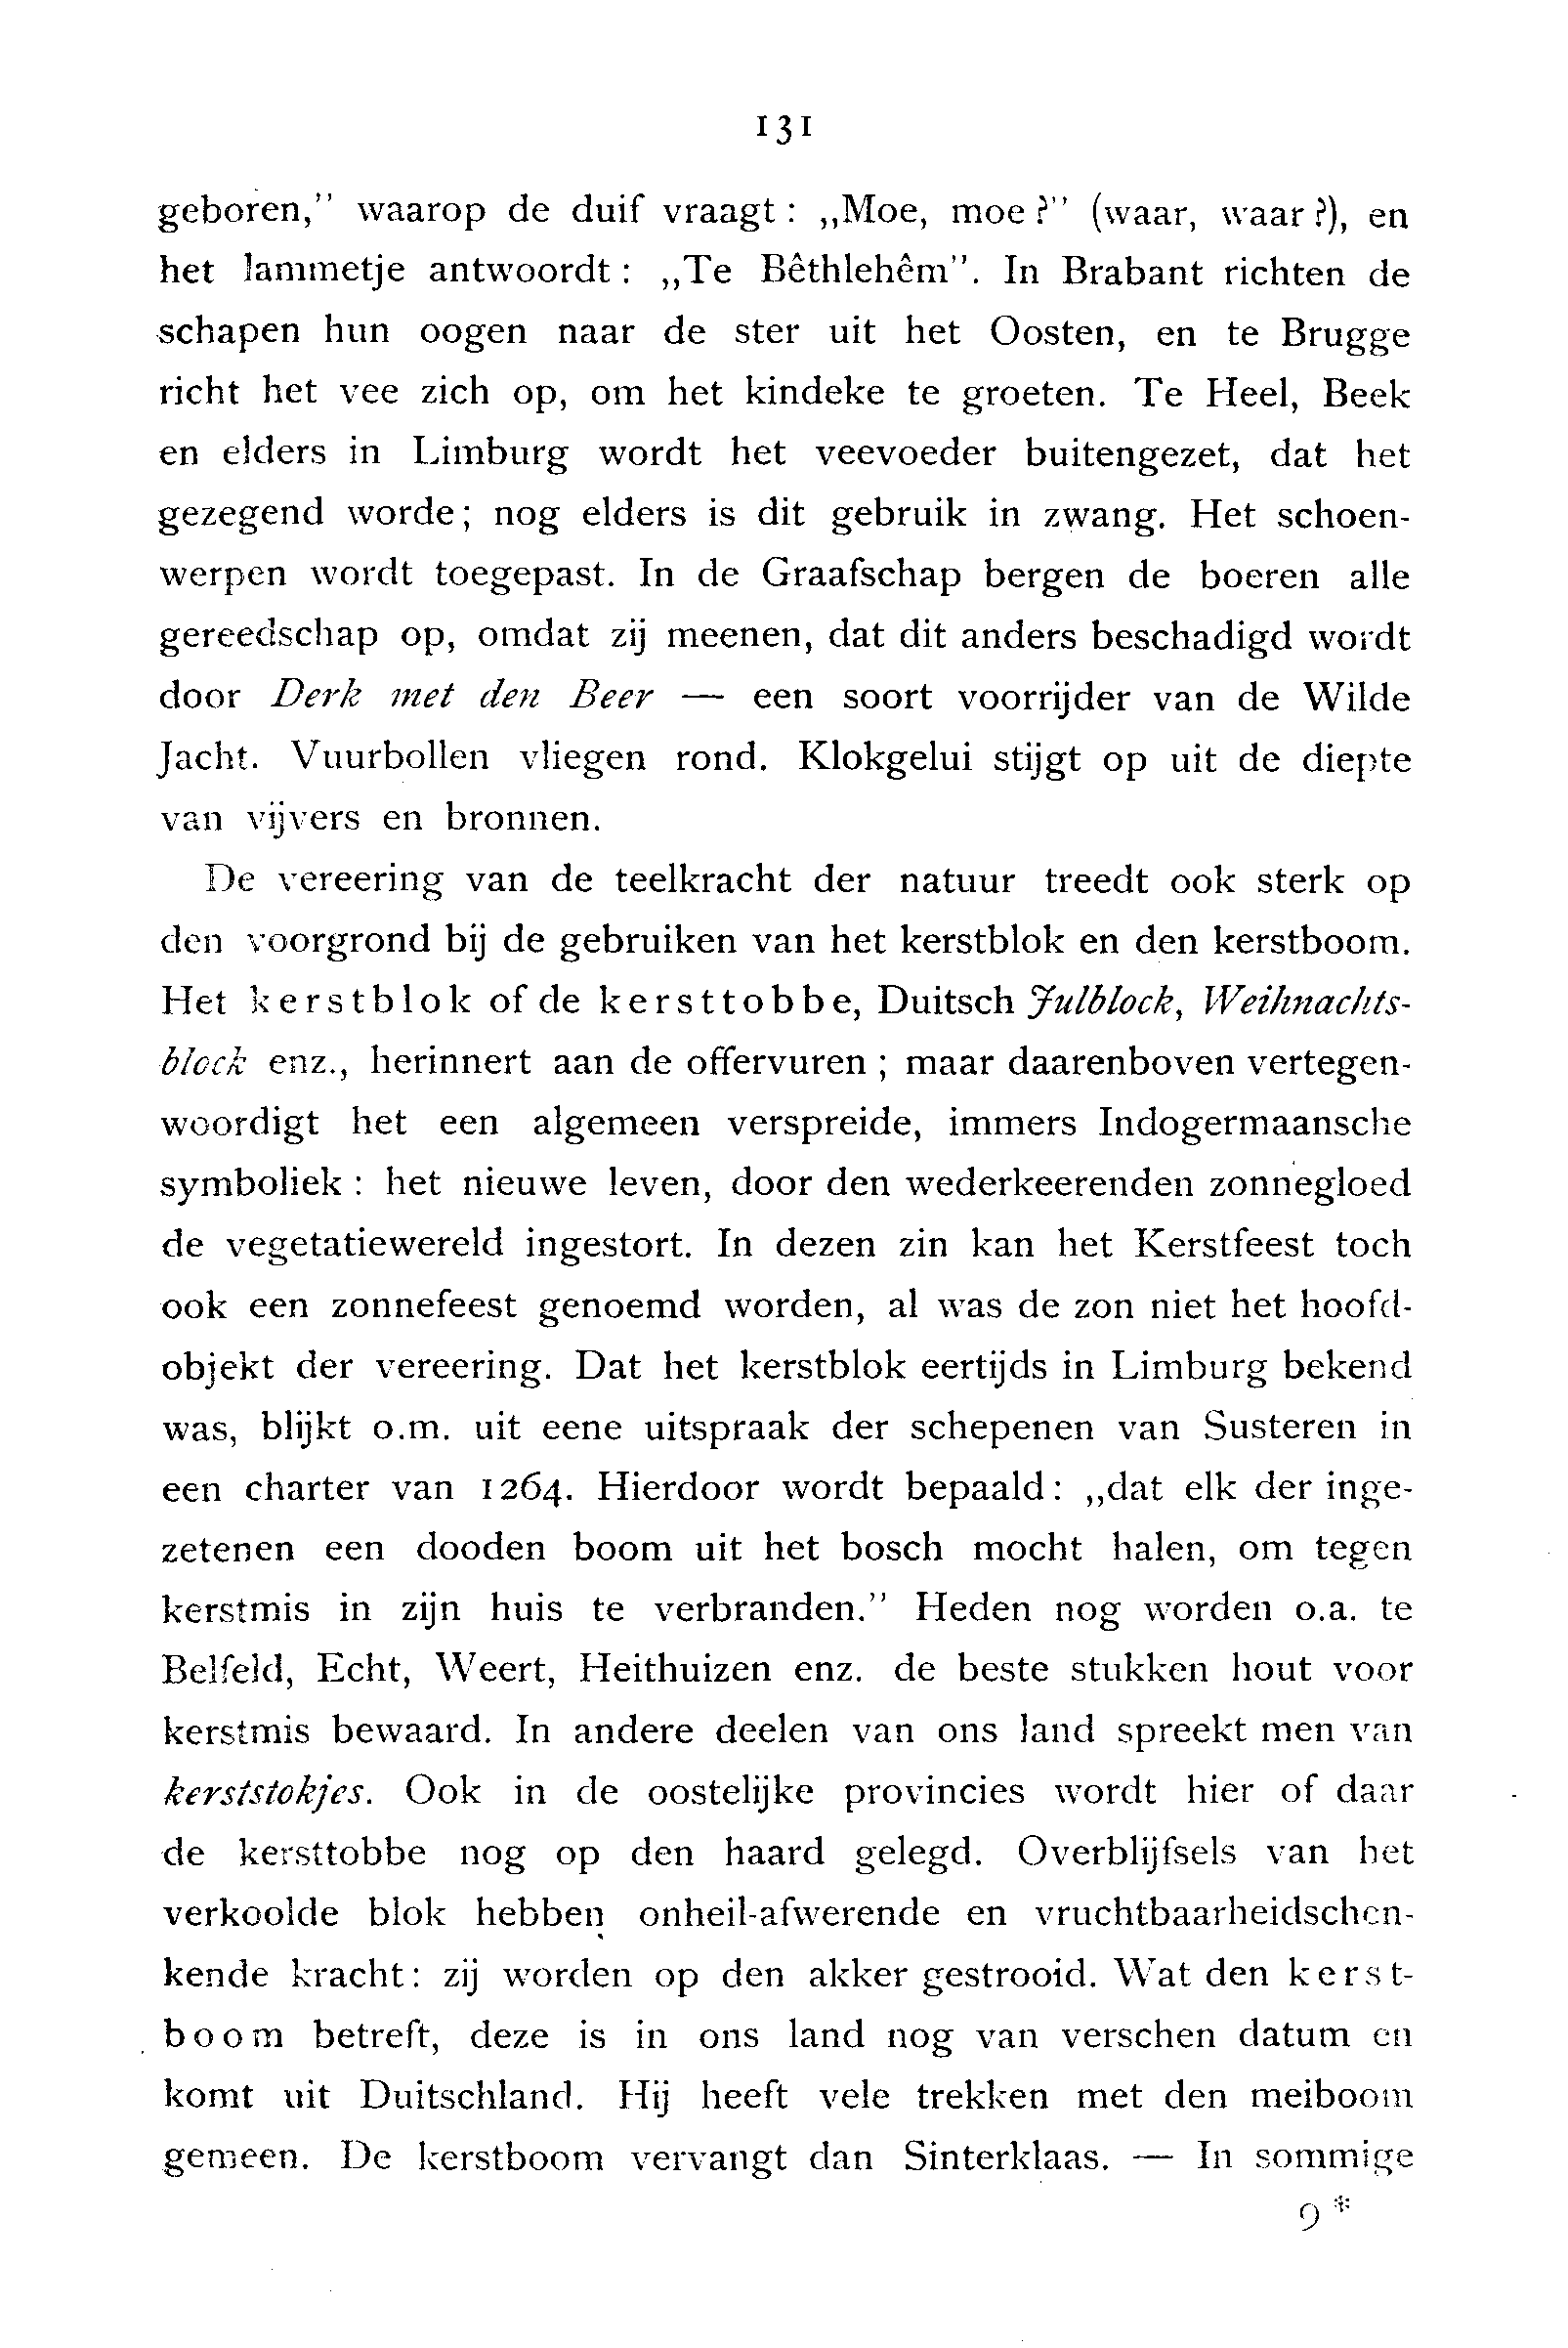 131
geboren,” waarop de duif vraagt: „Moe, moe?” (waar, waar?), en
het lammetje antwoordt: „Te Bêthlehêm”. In Brabant richten de
schapen hun oogen naar de ster uit het Oosten, en te Brugge
richt het vee zich op, om het kindeke te groeten. Te Heel, Beek
en elders in Limburg wordt het veevoeder buitengezet, dat het
gezegend worde; nog elders is dit gebruik in zwang. Het schoen-
werpen wordt toegepast. In de Graafschap bergen de boeren alle
gereedschap op, omdat zij meenen, dat dit anders beschadigd wordt
door Derk met den Beer — een soort voorrijder van de Wilde
Jacht. Vuurbollen vliegen rond. Klokgelui stijgt op uit de diepte
van vijvers en bronnen.
De vereering van de teelkracht der natuur treedt ook sterk op
den voorgrond bij de gebruiken van het kerstblok en den kerstboom.
Het kerstblok of de kersttobbe, Duitsch Julblock, Weihnachts-
block enz., herinnert aan de offervuren; maar daarenboven vertegen-
woordigt het een algemeen verspreide, immers Indogermaansche
symboliek: het nieuwe leven, door den wederkeerenden zonnegloed
de vegetatiewereld ingestort. In dezen zin kan het Kerstfeest toch
ook een zonnefeest genoemd worden, al was de zon niet het hoofd-
objekt der vereering. Dat het kerstblok eertijds in Limburg bekend
was, blijkt o.m. uit eene uitspraak der schepenen van Susteren in
een charter van 1264. Hierdoor wordt bepaald: „dat elk der inge-
zetenen een dooden boom uit het bosch mocht halen, om tegen
kerstmis in zijn huis te verbranden.” Heden nog worden o.a. te
Belfeld, Echt, Weert, Heithuizen enz. de beste stukken hout voor
kerstmis bewaard. In andere deelen van ons land spreekt men van
kerststokjes. Ook in de oostelijke provincies wordt hier of daar
de kersttobbe nog op den haard gelegd. Overblijfsels van het
verkoolde blok hebben onheil-afwerende en vruchtbaarheidschen-
kende kracht: zij worden op den akker gestrooid. Wat den kerst-
boom betreft, deze is in ons land nog van verschen datum en
komt uit Duitschland. Hij heeft vele trekken met den meiboom
gemeen. De kerstboom vervangt dan Sinterklaas. — In sommige
9*